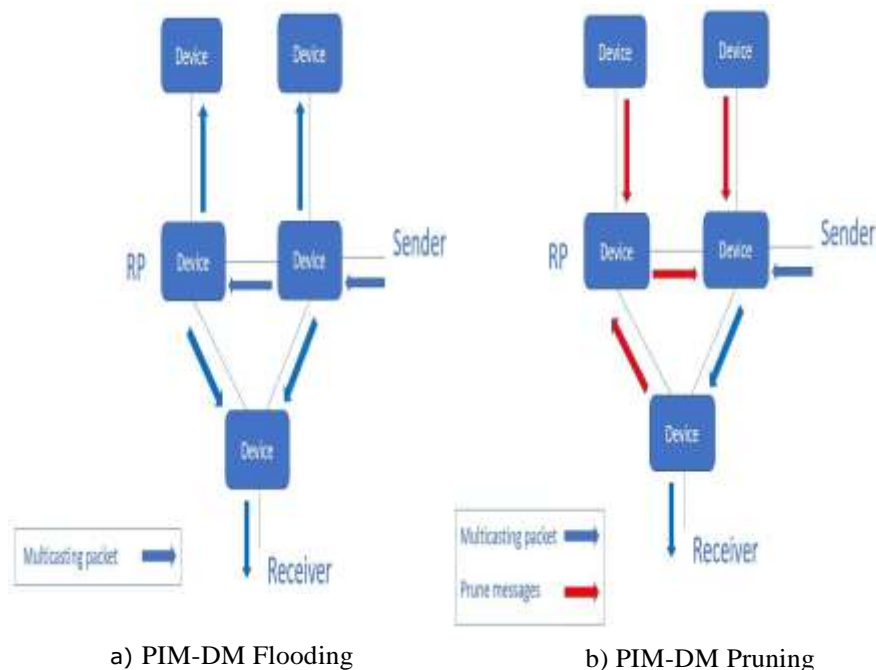 Device
Device
RP
Device
Device
Sender
Device
Multicasting packet
Receiver
a) PIM-DM Flooding
Device
Device
RP
Device
Device
Sender
Device
Multicasting packet
Prune messages
Receiver
b) PIM-DM Pruning